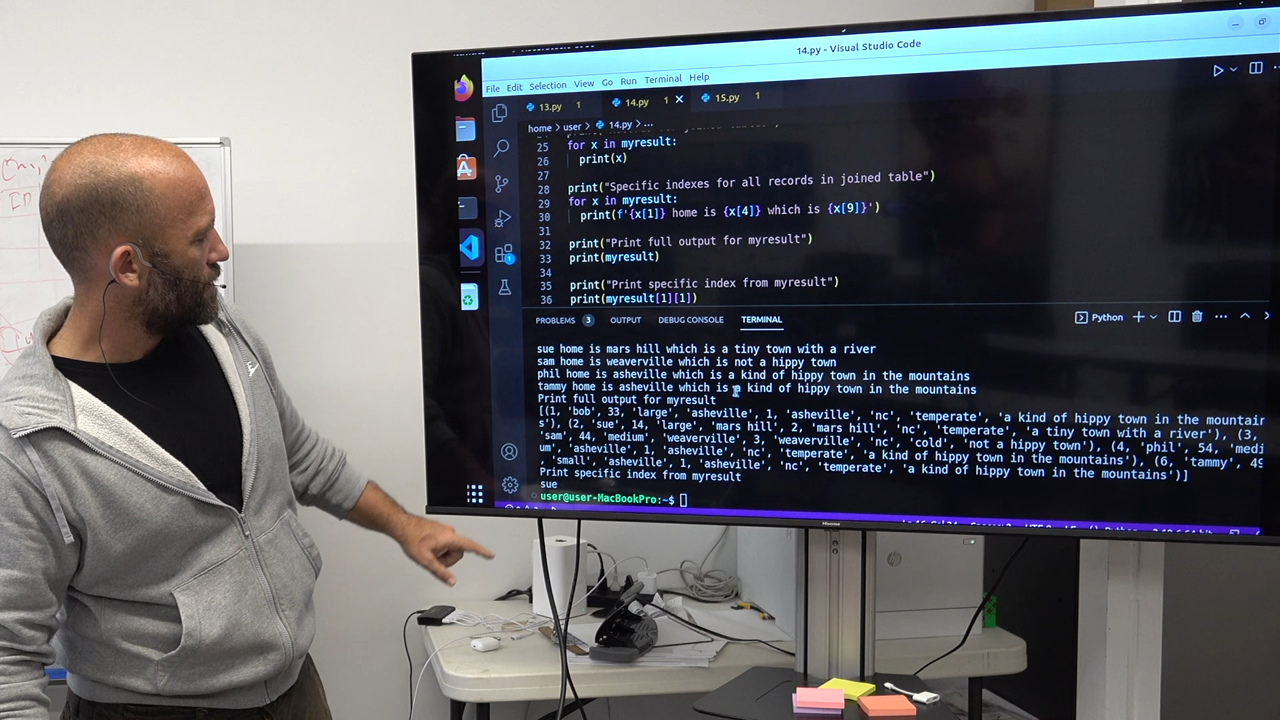 14.py - Visual Studio Code
File Edit Selection View Go Run Terminal Help
13.py 1 14.py 1 15.py 1
home > user > 14.py > ...
25 for x in myresult:
26 print(x)
27
28 print("Specific indexes for all records in joined table")
29 for x in myresult:
30 print(f'{x[1]} home is {x[4]} which is {x[9]}')
31
32 print("Print full output for myresult")
33 print(myresult)
34
35 print("Print specific index from myresult")
36 print(myresult[1][1])
PROBLEMS 3 OUTPUT DEBUG CONSOLE TERMINAL Python
sue home is mars hill which is a tiny town with a river
sam home is weaverville which is not a hippy town
phil home is asheville which is a kind of hippy town in the mountains
tammy home is asheville which is a kind of hippy town in the mountains
Print full output for myresult
[(1, 'bob', 33, 'large', 'asheville', 1, 'asheville', 'nc', 'temperate', 'a kind of hippy town in the mountain
s'), (2, 'sue', 14, 'large', 'mars hill', 2, 'mars hill', 'nc', 'temperate', 'a tiny town with a river'), (3,
'sam', 44, 'medium', 'weaverville', 3, 'weaverville', 'nc', 'cold', 'not a hippy town'), (4, 'phil', 54, 'medi
um', 'asheville', 1, 'asheville', 'nc', 'temperate', 'a kind of hippy town in the mountains'), (6, 'tammy', 49
, 'small', 'asheville', 1, 'asheville', 'nc', 'temperate', 'a kind of hippy town in the mountains')]
Print specific index from myresult
sue
user@user-MacBookPro:~$
Hisense